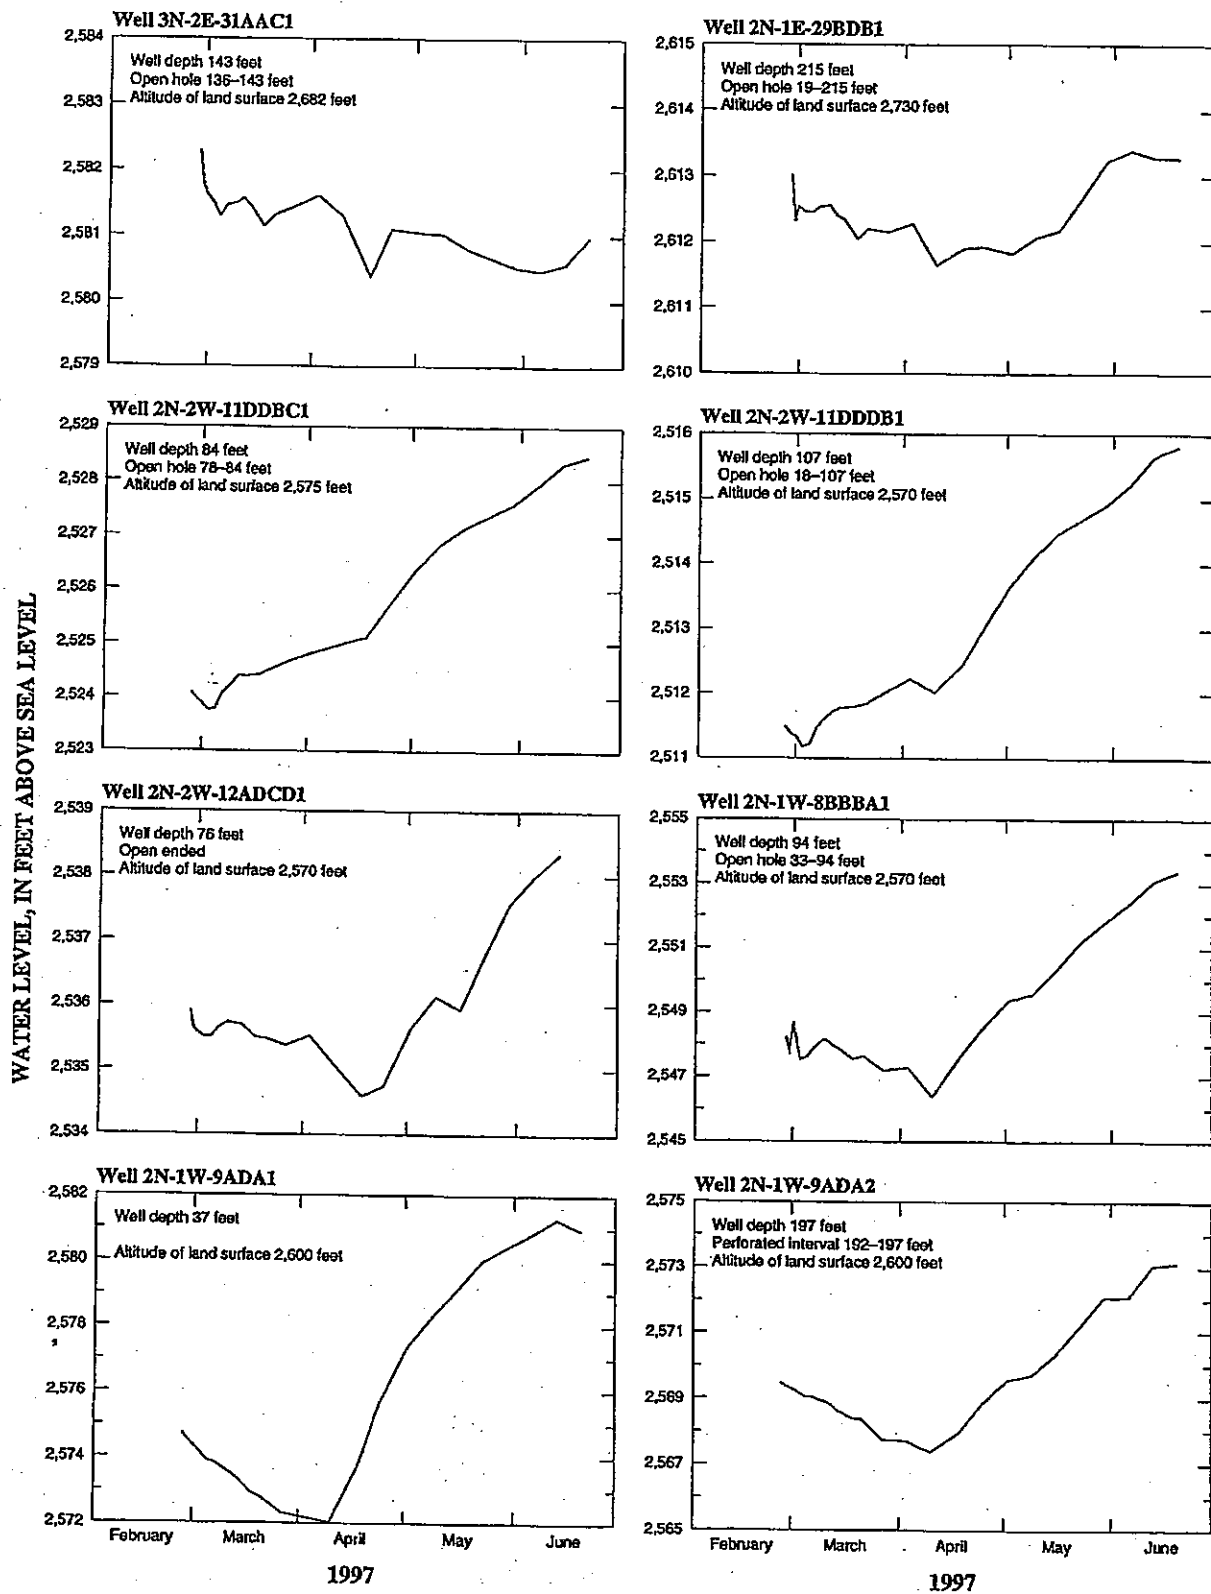 WATER LEVEL, IN FEET ABOVE SEA LEVEL
Well 3N-2E-31AAC1
Well depth 143 feet
Open hole 136–143 feet
Altitude of land surface 2,682 feet
2,584
2,583
2,582
2,581
2,580
2,579
Well 2N-1E-29BDB1
Well depth 215 feet
Open hole 19–215 feet
Altitude of land surface 2,730 feet
2,615
2,614
2,613
2,612
2,611
2,610
Well 2N-2W-11DDBC1
Well depth 84 feet
Open hole 78–84 feet
Altitude of land surface 2,575 feet
2,529
2,528
2,527
2,526
2,525
2,524
2,523
Well 2N-2W-11DDDB1
Well depth 107 feet
Open hole 18–107 feet
Altitude of land surface 2,570 feet
2,516
2,515
2,514
2,513
2,512
2,511
Well 2N-2W-12ADCD1
Well depth 76 feet
Open ended
Altitude of land surface 2,570 feet
2,539
2,538
2,537
2,536
2,535
2,534
Well 2N-1W-8BBBA1
Well depth 94 feet
Open hole 33–94 feet
Altitude of land surface 2,570 feet
2,555
2,553
2,551
2,549
2,547
2,545
Well 2N-1W-9ADA1
Well depth 37 feet
Altitude of land surface 2,600 feet
2,582
2,580
2,578
2,576
2,574
2,572
February March April May June
1997
Well 2N-1W-9ADA2
Well depth 197 feet
Perforated interval 192–197 feet
Altitude of land surface 2,600 feet
2,575
2,573
2,571
2,569
2,567
2,565
February March April May June
1997